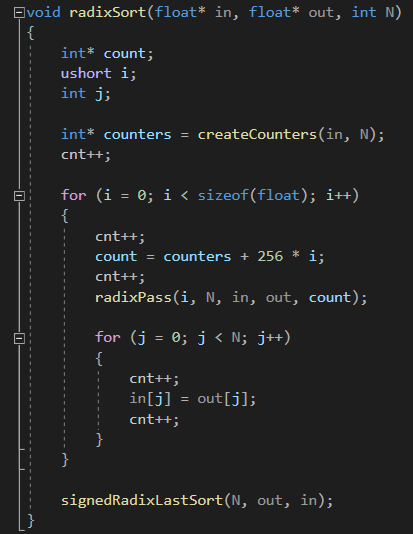 void radixSort(float* in, float* out, int N)
{
    int* count;
    ushort i;
    int j;

    int* counters = createCounters(in, N);
    cnt++;

    for (i = 0; i < sizeof(float); i++)
    {
        cnt++;
        count = counters + 256 * i;
        cnt++;
        radixPass(i, N, in, out, count);

        for (j = 0; j < N; j++)
        {
            cnt++;
            in[j] = out[j];
            cnt++;
        }
    }

    signedRadixLastSort(N, out, in);
}